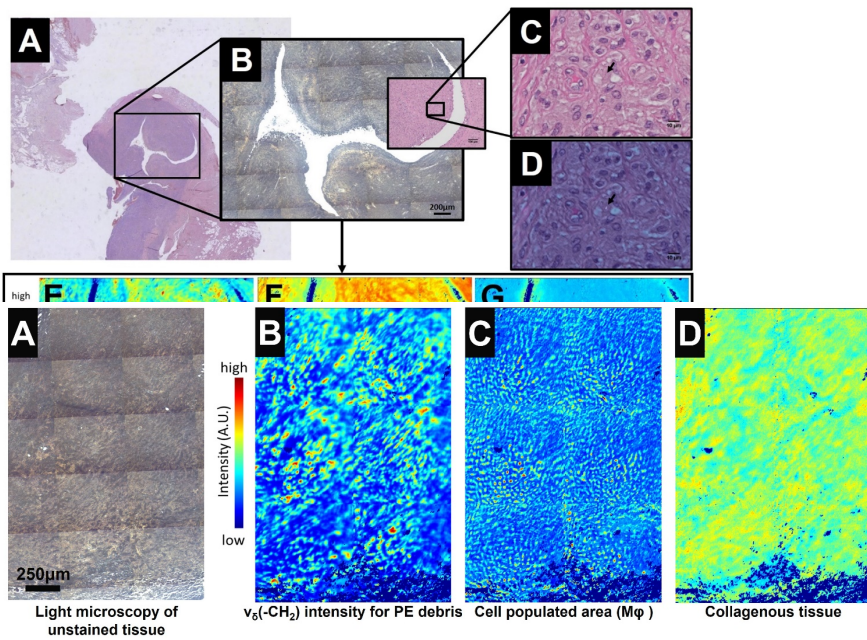 A
B
200µm
C
10 µm
D
10 µm
high
E
F
G
A
250µm
Light microscopy of
unstained tissue
high
Intensity (A.U.)
low
B
νδ(-CH₂) intensity for PE debris
C
Cell populated area (Mφ )
D
Collagenous tissue